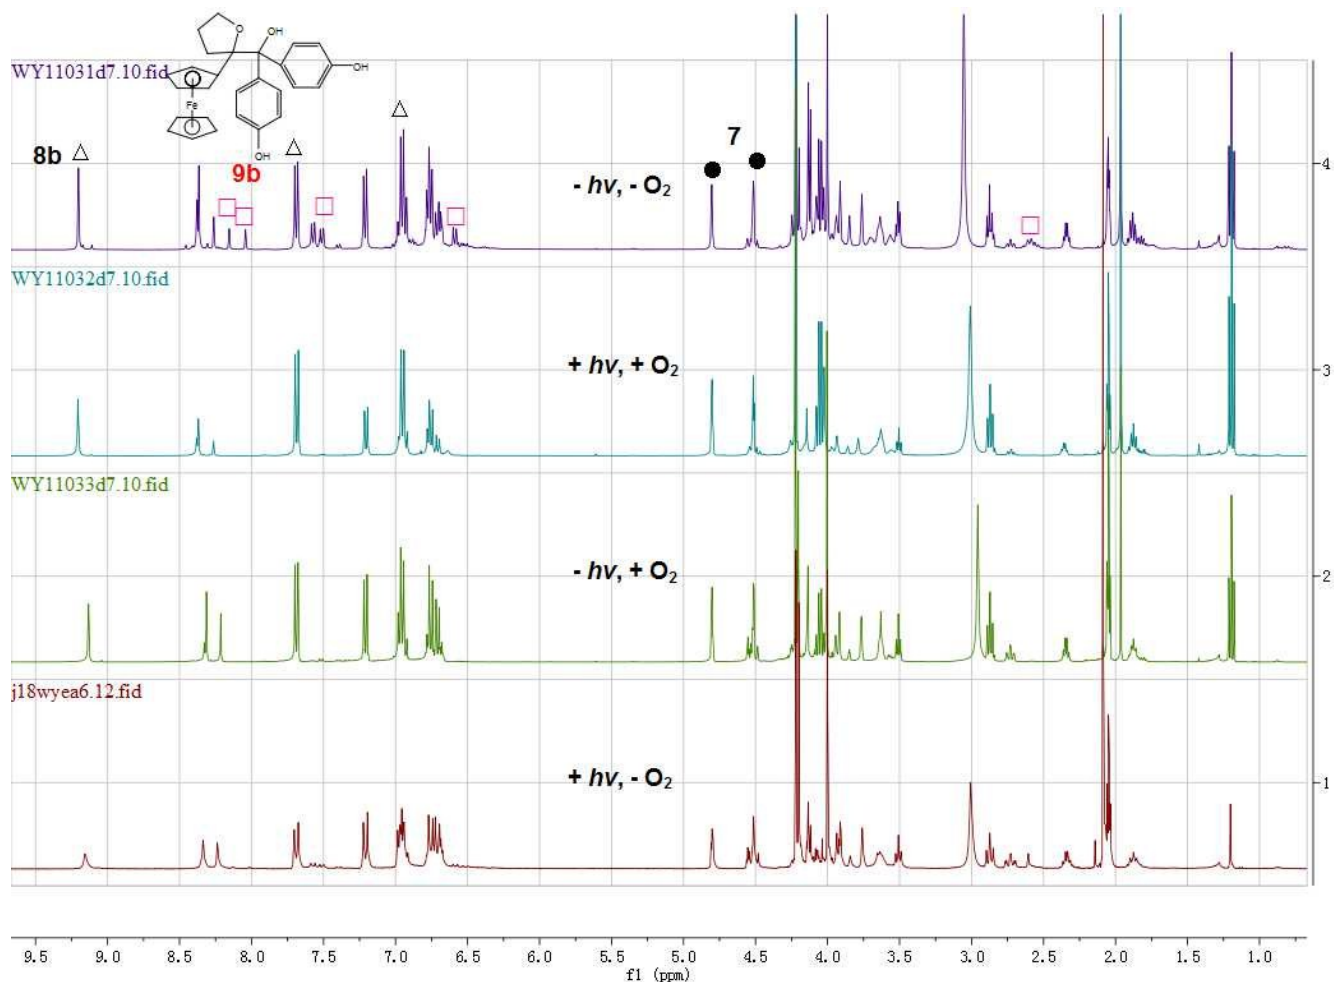 O
OH
WY11031d7.10.fid
OH
Fe
8b
OH
9b
7
- hv, - O2
4
WY11032d7.10.fid
+ hv, + O2
3
WY11033d7.10.fid
- hv, + O2
2
j18wyea6.12.fid
+ hv, - O2
1
9.5 9.0 8.5 8.0 7.5 7.0 6.5 6.0 5.5 5.0 4.5 4.0 3.5 3.0 2.5 2.0 1.5 1.0
f1 (ppm)